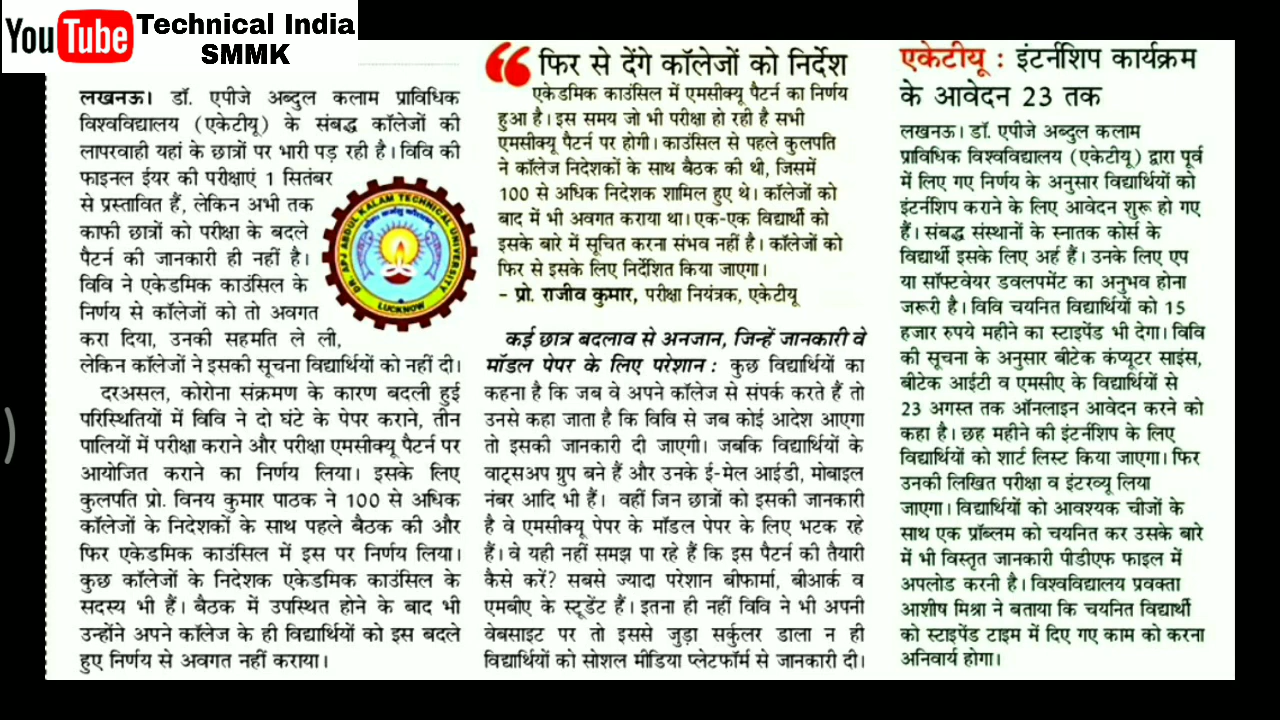 YouTube
Technical India
SMMK
लखनऊ। डॉ. एपीजे अब्दुल कलाम प्राविधिक
विश्वविद्यालय (एकेटीयू) के संबद्ध कॉलेजों की
लापरवाही यहां के छात्रों पर भारी पड़ रही है। विवि की
फाइनल ईयर की परीक्षाएं 1 सितंबर
से प्रस्तावित हैं, लेकिन अभी तक
काफी छात्रों को परीक्षा के बदले
पैटर्न की जानकारी ही नहीं है।
विवि ने एकेडमिक काउंसिल के
निर्णय से कॉलेजों को तो अवगत
करा दिया, उनकी सहमति ले ली,
लेकिन कॉलेजों ने इसकी सूचना विद्यार्थियों को नहीं दी।
दरअसल, कोरोना संक्रमण के कारण बदली हुई
परिस्थितियों में विवि ने दो घंटे के पेपर कराने, तीन
पालियों में परीक्षा कराने और परीक्षा एमसीक्यू पैटर्न पर
आयोजित कराने का निर्णय लिया। इसके लिए
कुलपति प्रो. विनय कुमार पाठक ने 100 से अधिक
कॉलेजों के निदेशकों के साथ पहले बैठक की और
फिर एकेडमिक काउंसिल में इस पर निर्णय लिया।
कुछ कॉलेजों के निदेशक एकेडमिक काउंसिल के
सदस्य भी हैं। बैठक में उपस्थित होने के बाद भी
उन्होंने अपने कॉलेज के ही विद्यार्थियों को इस बदले
हुए निर्णय से अवगत नहीं कराया।
DR. APJ ABDUL KALAM TECHNICAL UNIVERSITY
LUCKNOW
फिर से देंगे कॉलेजों को निर्देश
एकेडमिक काउंसिल में एमसीक्यू पैटर्न का निर्णय
हुआ है। इस समय जो भी परीक्षा हो रही है सभी
एमसीक्यू पैटर्न पर होगी। काउंसिल से पहले कुलपति
ने कॉलेज निदेशकों के साथ बैठक की थी, जिसमें
100 से अधिक निदेशक शामिल हुए थे। कॉलेजों को
बाद में भी अवगत कराया था। एक-एक विद्यार्थी को
इसके बारे में सूचित करना संभव नहीं है। कॉलेजों को
फिर से इसके लिए निर्देशित किया जाएगा।
– प्रो. राजीव कुमार, परीक्षा नियंत्रक, एकेटीयू
कई छात्र बदलाव से अनजान, जिन्हें जानकारी वे
मॉडल पेपर के लिए परेशान : कुछ विद्यार्थियों का
कहना है कि जब वे अपने कॉलेज से संपर्क करते हैं तो
उनसे कहा जाता है कि विवि से जब कोई आदेश आएगा
तो इसकी जानकारी दी जाएगी। जबकि विद्यार्थियों के
वाट्सअप ग्रुप बने हैं और उनके ई-मेल आईडी, मोबाइल
नंबर आदि भी हैं। वहीं जिन छात्रों को इसकी जानकारी
है वे एमसीक्यू पेपर के मॉडल पेपर के लिए भटक रहे
हैं। वे यही नहीं समझ पा रहे हैं कि इस पैटर्न की तैयारी
कैसे करें? सबसे ज्यादा परेशान बीफार्मा, बीआर्क व
एमबीए के स्टूडेंट हैं। इतना ही नहीं विवि ने भी अपनी
वेबसाइट पर तो इससे जुड़ा सर्कुलर डाला न ही
विद्यार्थियों को सोशल मीडिया प्लेटफॉर्म से जानकारी दी।
एकेटीयू : इंटर्नशिप कार्यक्रम
के आवेदन 23 तक
लखनऊ। डॉ. एपीजे अब्दुल कलाम
प्राविधिक विश्वविद्यालय (एकेटीयू) द्वारा पूर्व
में लिए गए निर्णय के अनुसार विद्यार्थियों को
इंटर्नशिप कराने के लिए आवेदन शुरू हो गए
हैं। संबद्ध संस्थानों के स्नातक कोर्स के
विद्यार्थी इसके लिए अर्ह हैं। उनके लिए एप
या सॉफ्टवेयर डवलपमेंट का अनुभव होना
जरूरी है। विवि चयनित विद्यार्थियों को 15
हजार रुपये महीने का स्टाइपेंड भी देगा। विवि
की सूचना के अनुसार बीटेक कंप्यूटर साइंस,
बीटेक आईटी व एमसीए के विद्यार्थियों से
23 अगस्त तक ऑनलाइन आवेदन करने को
कहा है। छह महीने की इंटर्नशिप के लिए
विद्यार्थियों को शार्ट लिस्ट किया जाएगा। फिर
उनकी लिखित परीक्षा व इंटरव्यू लिया
जाएगा। विद्यार्थियों को आवश्यक चीजों के
साथ एक प्रॉब्लम को चयनित कर उसके बारे
में भी विस्तृत जानकारी पीडीएफ फाइल में
अपलोड करनी है। विश्वविद्यालय प्रवक्ता
आशीष मिश्रा ने बताया कि चयनित विद्यार्थी
को स्टाइपेंड टाइम में दिए गए काम को करना
अनिवार्य होगा।